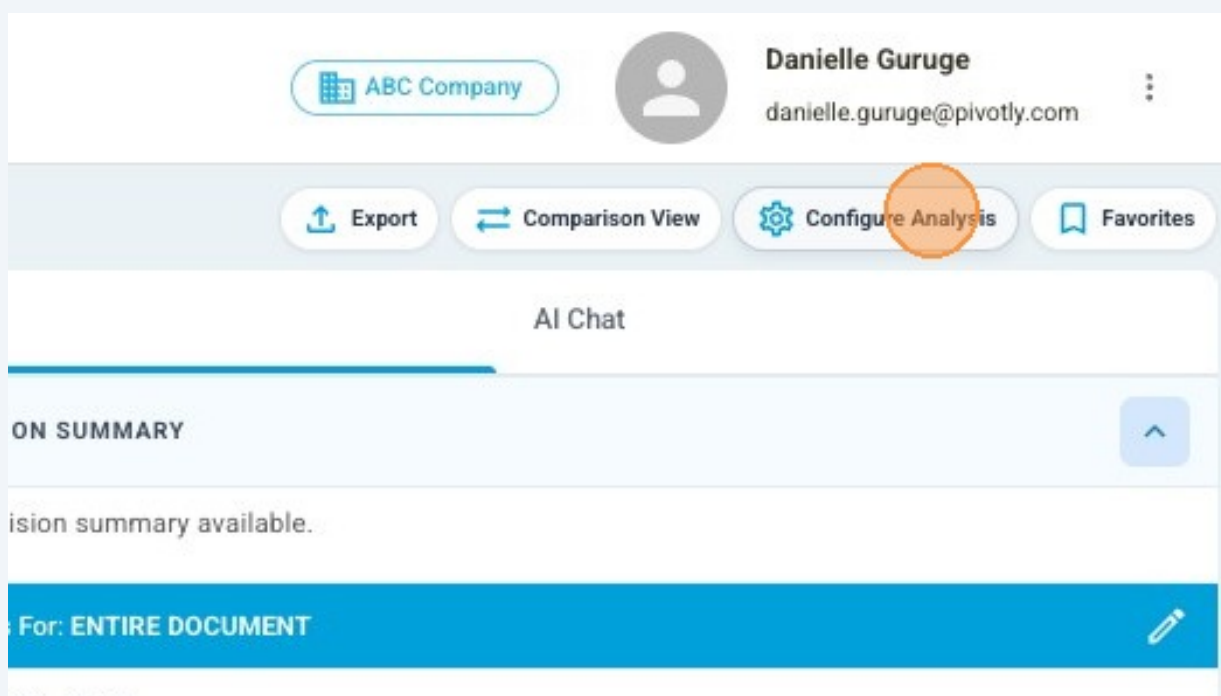 ABC Company
Danielle Guruge
danielle.guruge@pivotly.com
Export
Comparison View
Configure Analysis
Favorites
AI Chat
ON SUMMARY
ision summary available.
For: ENTIRE DOCUMENT